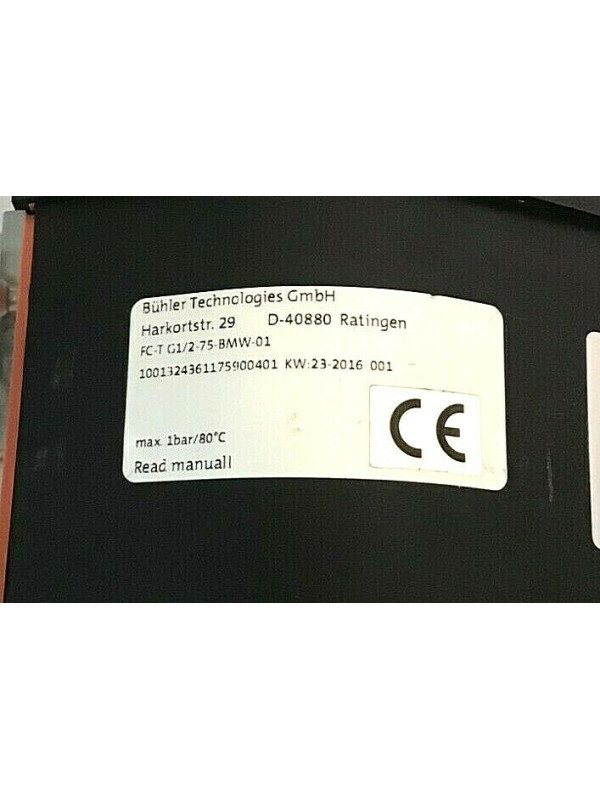 Bühler Technologies GmbH
Harkortstr. 29 D-40880 Ratingen
FC-T G1/2-75-BMW-01
1001324361175900401 KW:23-2016 001
CE
max. 1bar/80°C
Read manuall